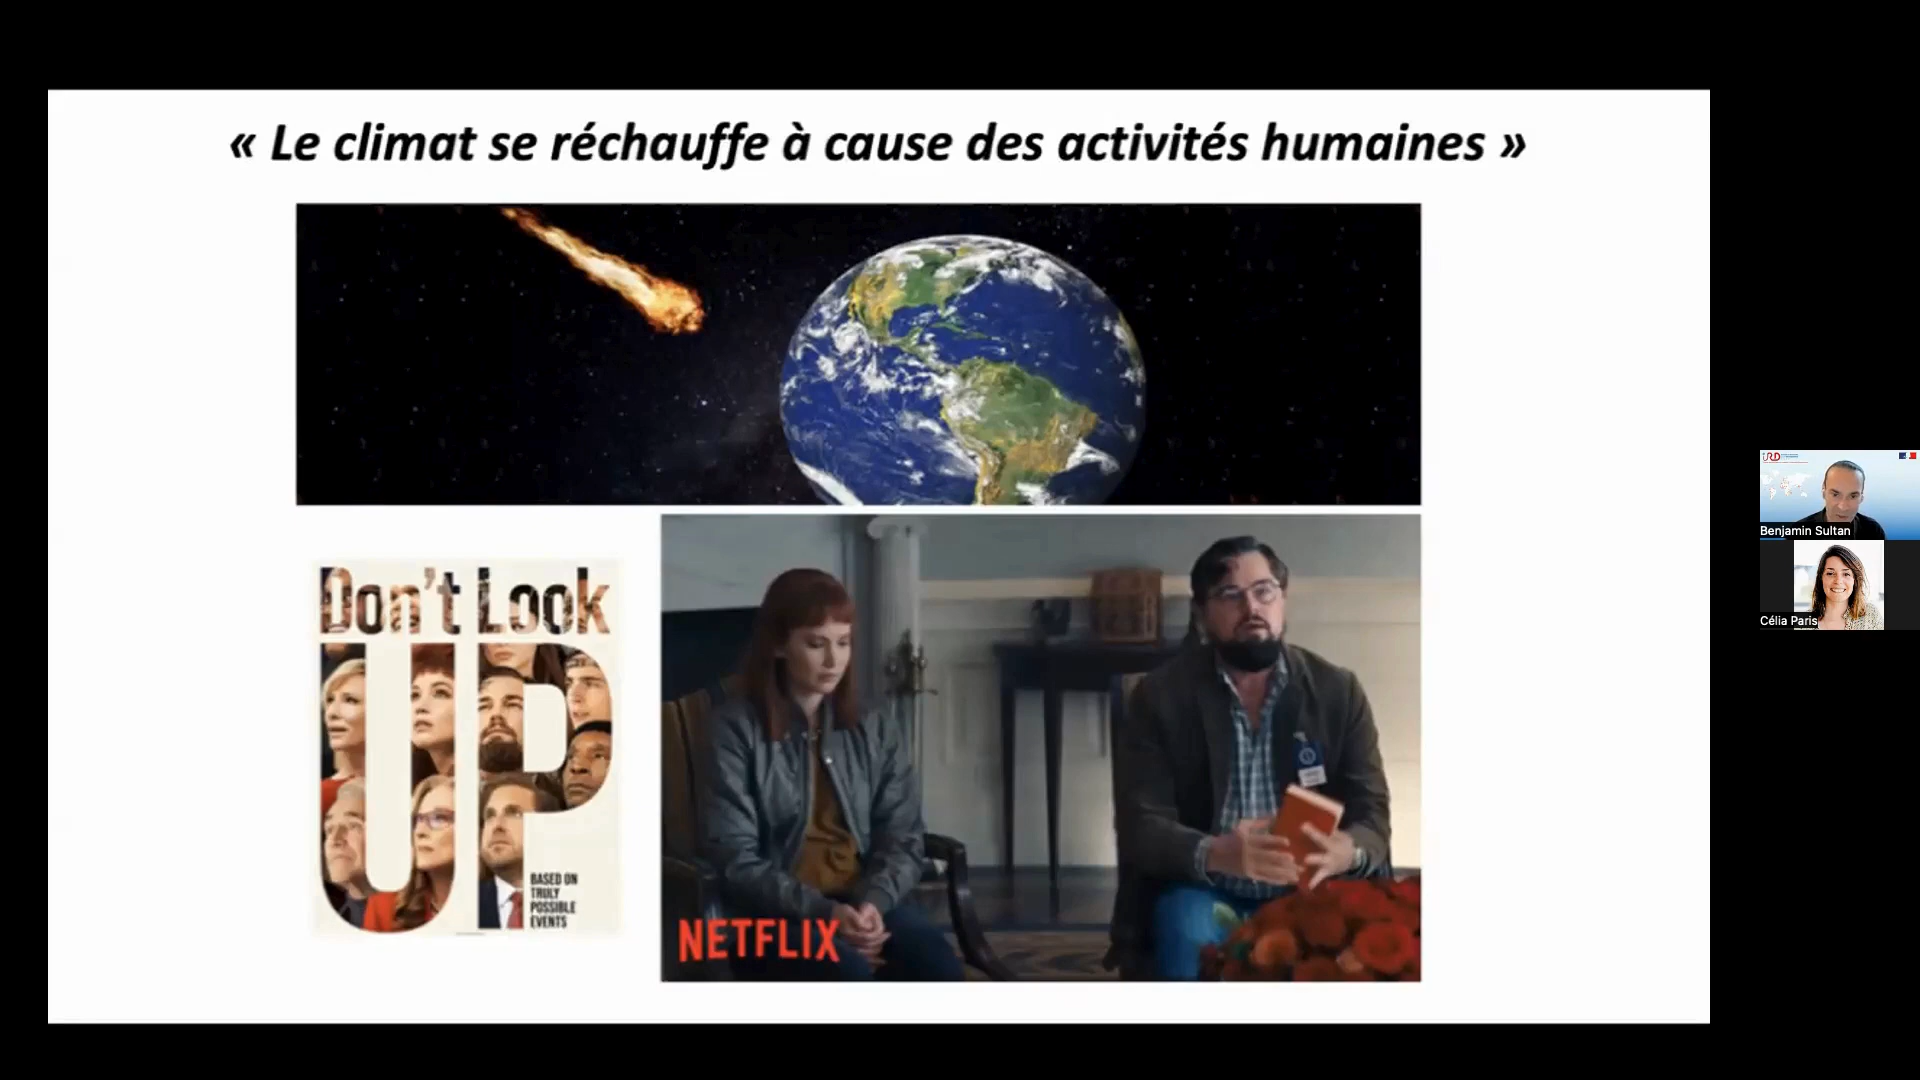 « Le climat se réchauffe à cause des activités humaines »
Don't Look
UP
BASED ON
TRULY
POSSIBLE
EVENTS
NETFLIX
IRD
Benjamin Sultan
Célia Paris